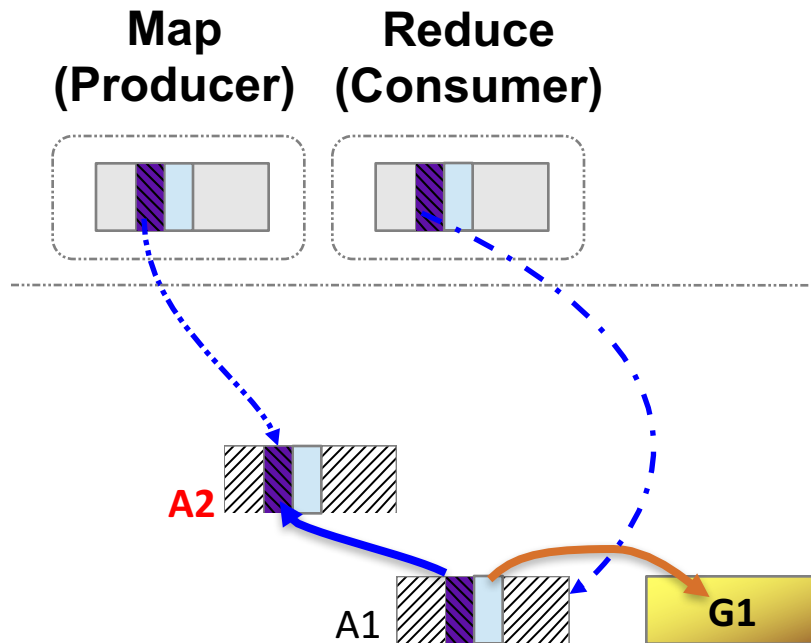 Map
(Producer)
Reduce
(Consumer)
A2
A1
G1